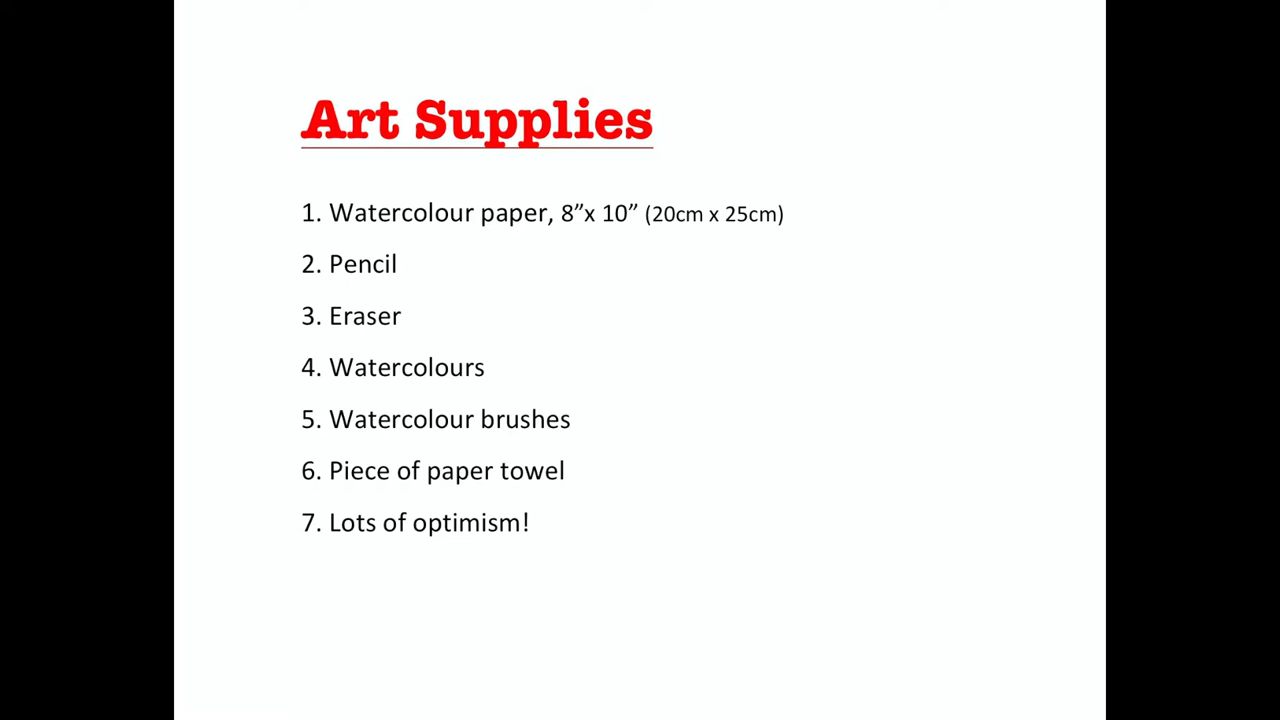 Art Supplies
1. Watercolour paper, 8”x 10” (20cm x 25cm)
2. Pencil
3. Eraser
4. Watercolours
5. Watercolour brushes
6. Piece of paper towel
7. Lots of optimism!